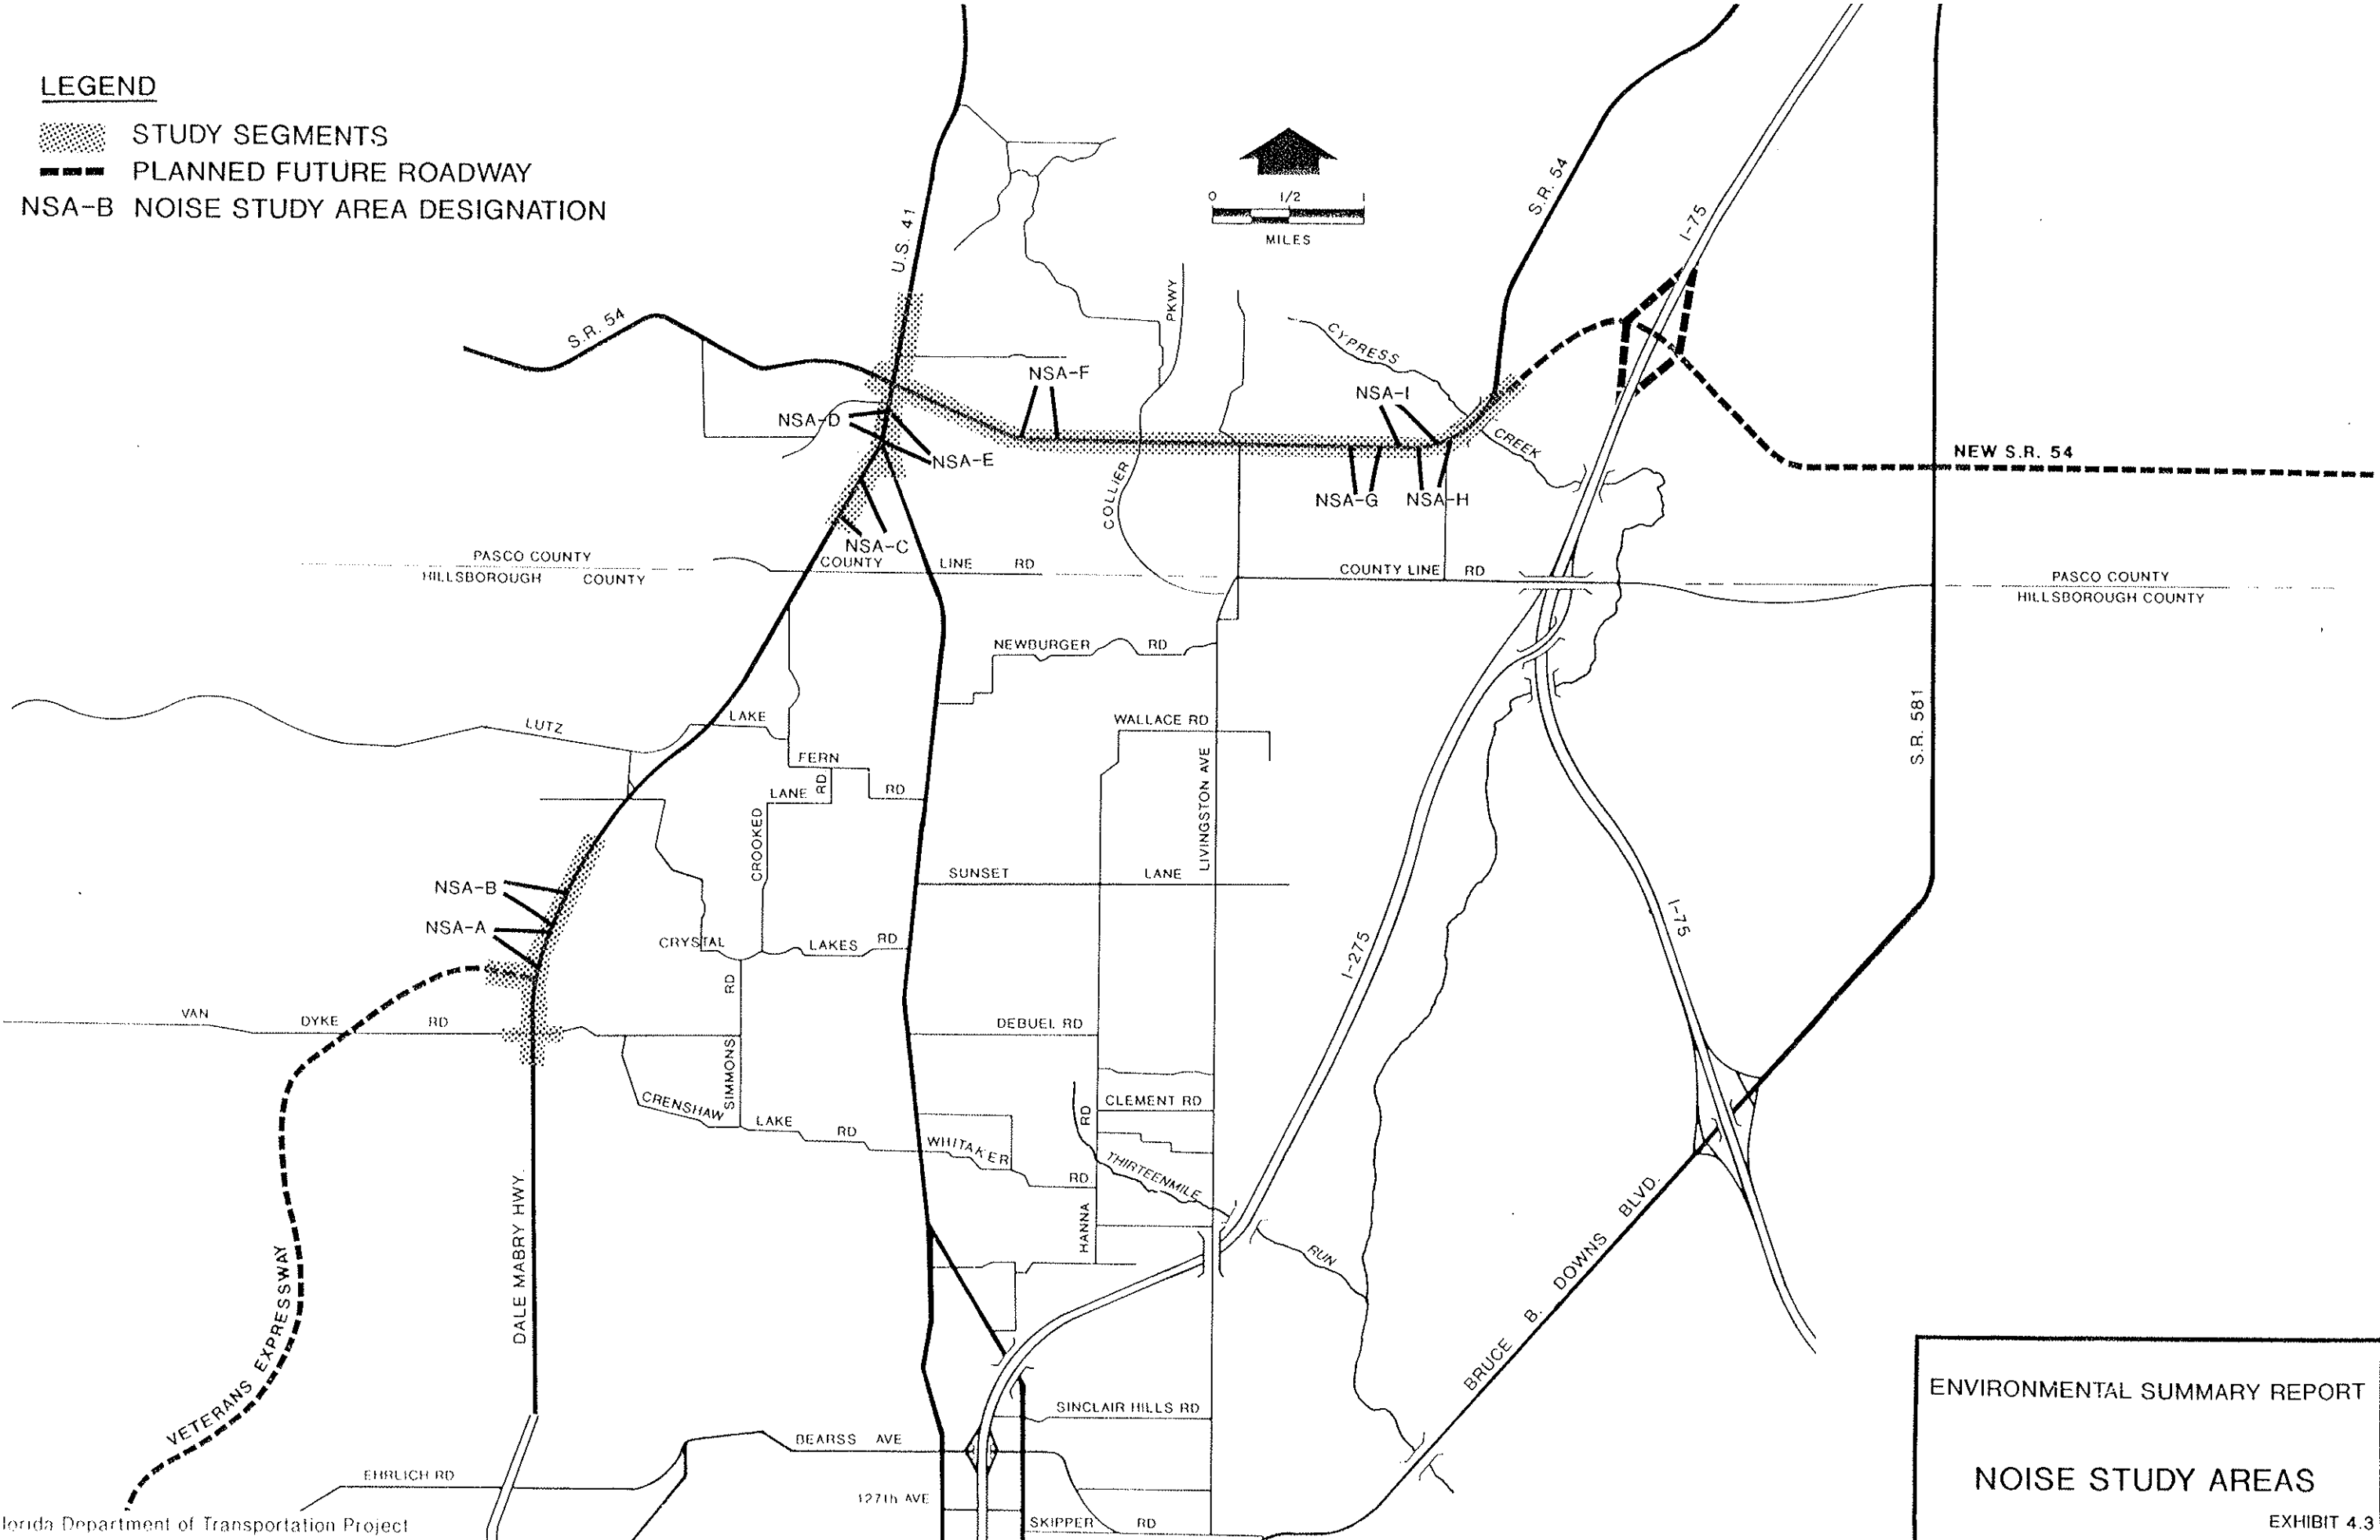 LEGEND
STUDY SEGMENTS
PLANNED FUTURE ROADWAY
NSA-B NOISE STUDY AREA DESIGNATION
0 1/2 1
MILES
U.S. 41
S.R. 54
S.R. 54
I-75
PKWY
CYPRESS
CREEK
COLLIER
NSA-F
NSA-I
NSA-D
NSA-E
NSA-G
NSA-H
NSA-C
NEW S.R. 54
PASCO COUNTY
HILLSBOROUGH COUNTY
COUNTY LINE RD
COUNTY LINE RD
PASCO COUNTY
HILLSBOROUGH COUNTY
NEWBURGER RD
LUTZ
LAKE
FERN
RD
LANE
RD
CROOKED
WALLACE RD
LIVINGSTON AVE
S.R. 581
SUNSET LANE
NSA-B
NSA-A
CRYSTAL LAKES RD
RD
SIMMONS
I-275
I-75
VAN DYKE RD
DEBUEL RD
CRENSHAW LAKE RD
WHITAKER
RD.
CLEMENT RD
RD
HANNA
THIRTEENMILE
RUN
DALE MABRY HWY.
VETERANS EXPRESSWAY
BRUCE B. DOWNS BLVD.
SINCLAIR HILLS RD
BEARSS AVE
EHRLICH RD
127th AVE
SKIPPER RD
lorida Department of Transportation Project
ENVIRONMENTAL SUMMARY REPORT
NOISE STUDY AREAS
EXHIBIT 4.3